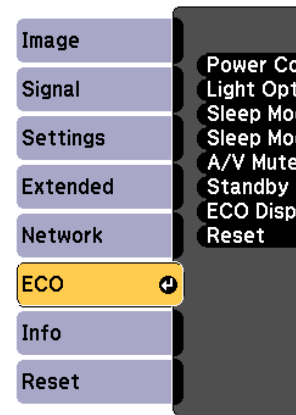 Image
Signal
Settings
Extended
Network
ECO
Info
Reset
Power Co
Light Opt
Sleep Mo
Sleep Mo
A/V Mute
Standby
ECO Disp
Reset